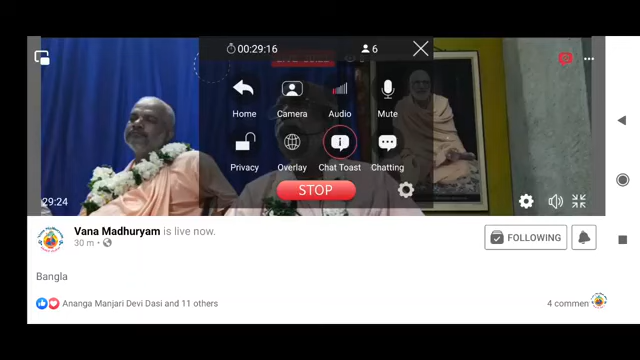 00:29:16 6
Home Camera Audio Mute
Privacy Overlay Chat Toast Chatting
STOP
29:24
Vana Madhuryam is live now.
30 m
FOLLOWING
Bangla
Ananga Manjari Devi Dasi and 11 others
4 commen